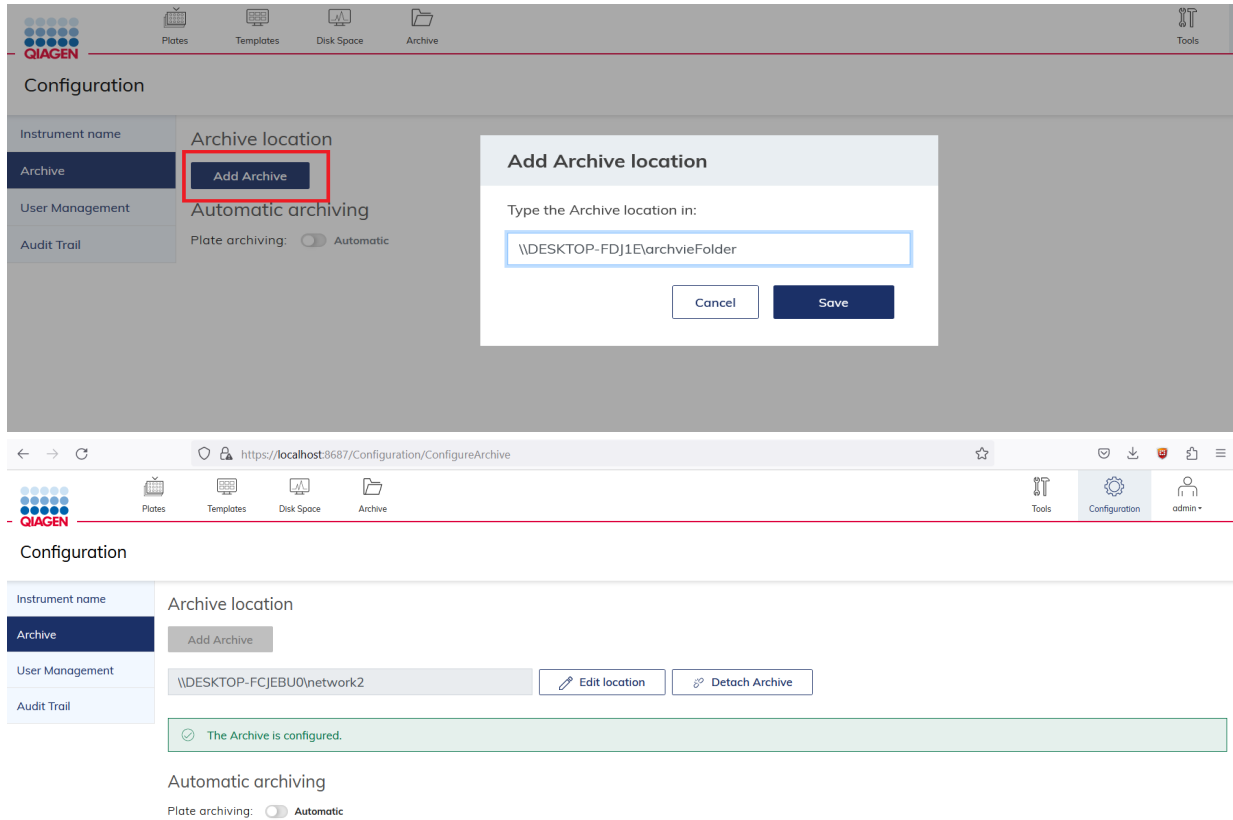 Plates Templates Disk Space Archive Tools
QIAGEN
Configuration
Instrument name
Archive
User Management
Audit Trail
Archive location
Add Archive
Automatic archiving
Plate archiving: Automatic
Add Archive location
Type the Archive location in:
\\DESKTOP-FDJ1E\archvieFolder
Cancel Save
https://localhost:8687/Configuration/ConfigureArchive
Plates Templates Disk Space Archive Tools Configuration admin
QIAGEN
Configuration
Instrument name
Archive
User Management
Audit Trail
Archive location
Add Archive
\\DESKTOP-FCJEBU0\network2 Edit location Detach Archive
The Archive is configured.
Automatic archiving
Plate archiving: Automatic